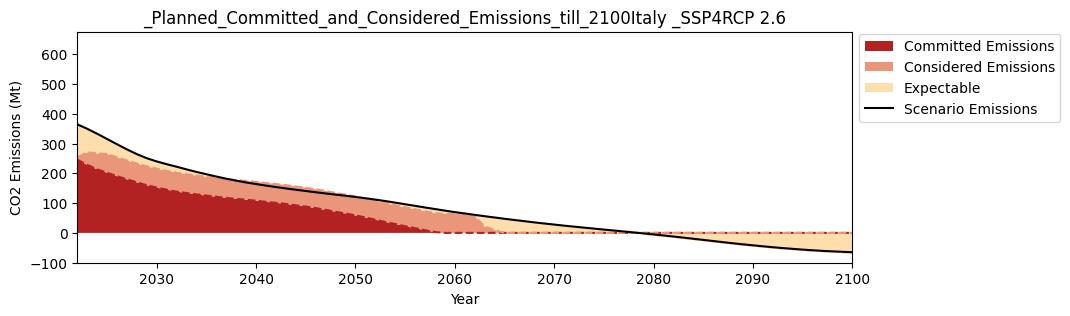 _Planned_Committed_and_Considered_Emissions_till_2100Italy _SSP4RCP 2.6
CO2 Emissions (Mt)
600
500
400
300
200
100
0
−100
2030
2040
2050
2060
2070
2080
2090
2100
Year
Committed Emissions
Considered Emissions
Expectable
Scenario Emissions